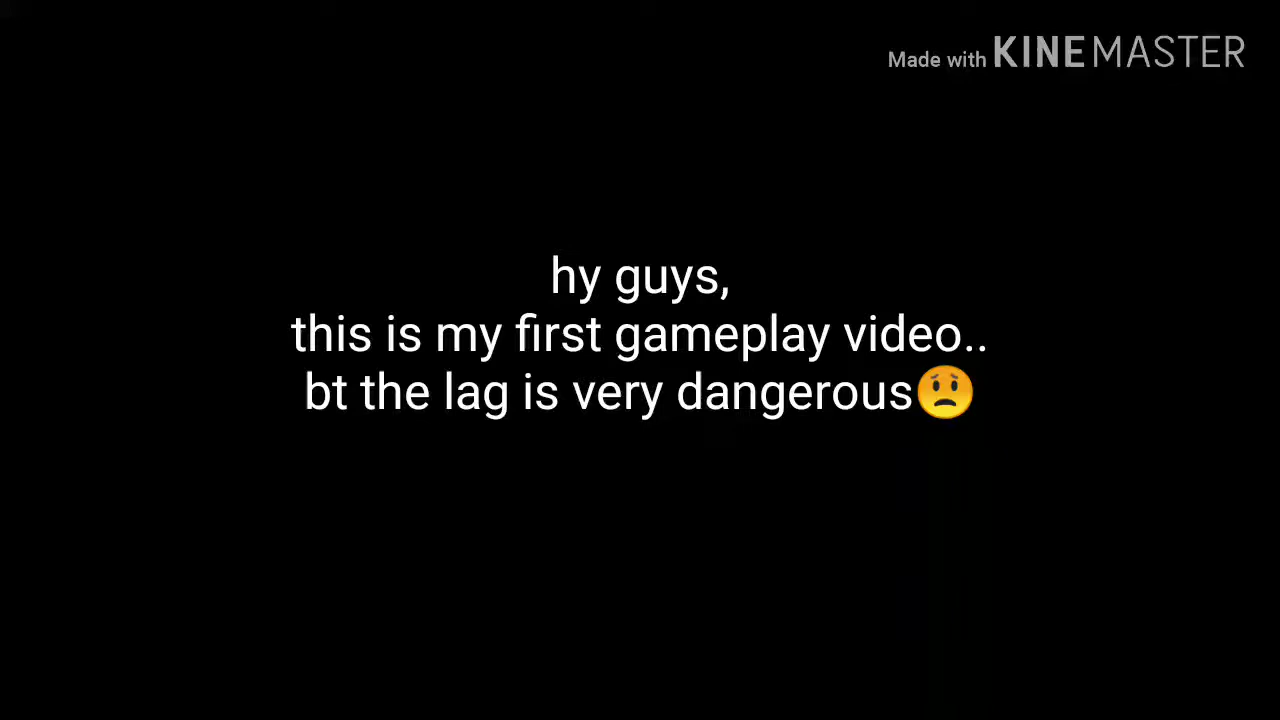 Made with KINEMASTER
hy guys,
this is my first gameplay video..
bt the lag is very dangerous😟